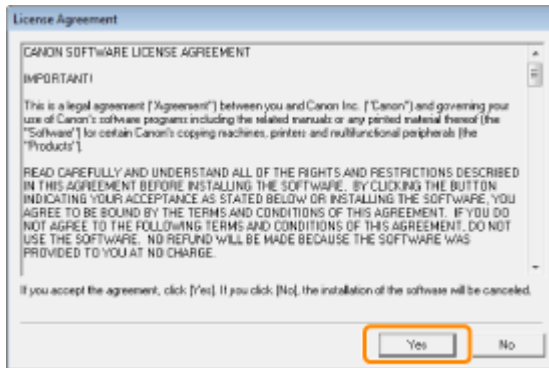 License Agreement
CANON SOFTWARE LICENSE AGREEMENT
IMPORTANT!
This is a legal agreement ("Agreement") between you and Canon Inc. ("Canon") and governing your
use of Canon's software programs including the related manuals or any printed material thereof (the
"Software") for certain Canon's copying machines, printers and multifunctional peripherals (the
"Products").
READ CAREFULLY AND UNDERSTAND ALL OF THE RIGHTS AND RESTRICTIONS DESCRIBED
IN THIS AGREEMENT BEFORE INSTALLING THE SOFTWARE. BY CLICKING THE BUTTON
INDICATING YOUR ACCEPTANCE AS STATED BELOW OR INSTALLING THE SOFTWARE, YOU
AGREE TO BE BOUND BY THE TERMS AND CONDITIONS OF THIS AGREEMENT. IF YOU DO
NOT AGREE TO THE FOLLOWING TERMS AND CONDITIONS OF THIS AGREEMENT, DO NOT
USE THE SOFTWARE. NO REFUND WILL BE MADE BECAUSE THE SOFTWARE WAS
PROVIDED TO YOU AT NO CHARGE.
If you accept the agreement, click [Yes]. If you click [No], the installation of the software will be canceled.
Yes
No